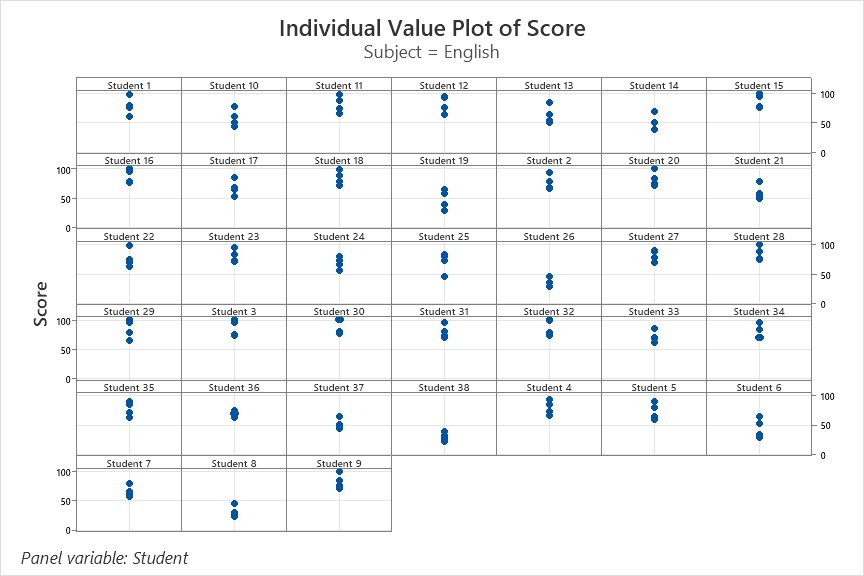 Individual Value Plot of Score
Subject = English
Student 1 Student 10 Student 11 Student 12 Student 13 Student 14 Student 15
100
50
0
Student 16 Student 17 Student 18 Student 19 Student 2 Student 20 Student 21
100
50
0
Student 22 Student 23 Student 24 Student 25 Student 26 Student 27 Student 28
100
50
0
Score
Student 29 Student 3 Student 30 Student 31 Student 32 Student 33 Student 34
100
50
0
Student 35 Student 36 Student 37 Student 38 Student 4 Student 5 Student 6
100
50
0
Student 7 Student 8 Student 9
100
50
0
Panel variable: Student